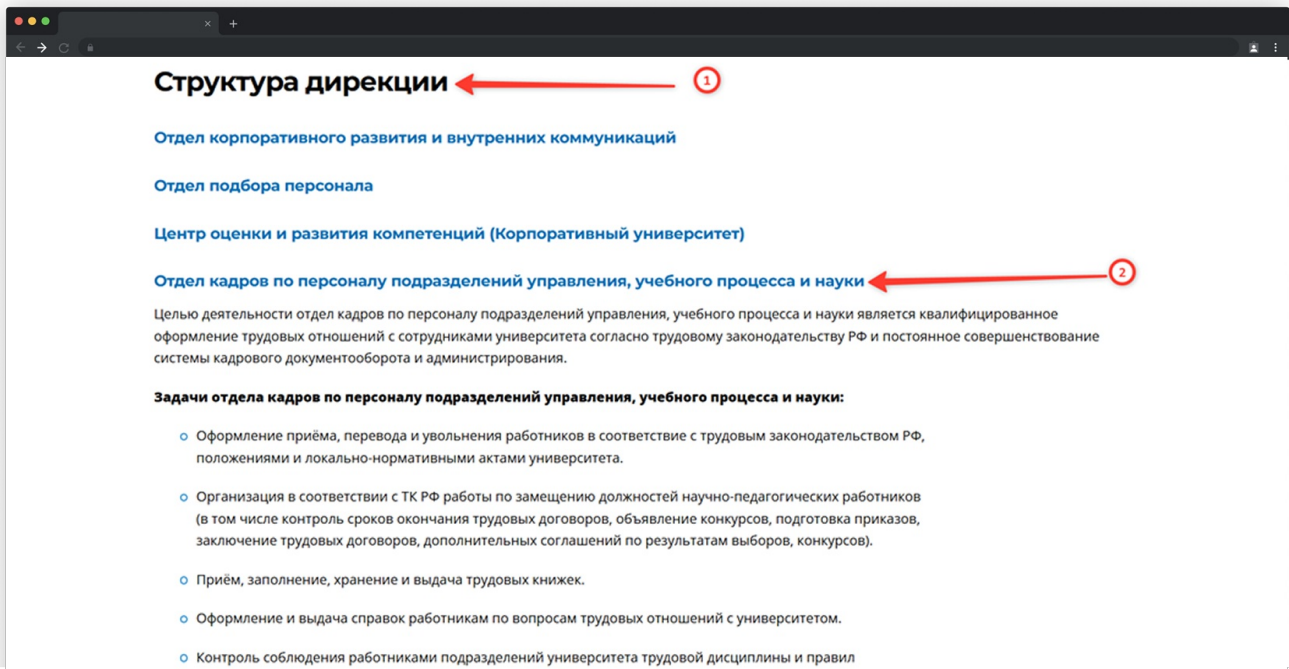 Структура дирекции
1
Отдел корпоративного развития и внутренних коммуникаций
Отдел подбора персонала
Центр оценки и развития компетенций (Корпоративный университет)
Отдел кадров по персоналу подразделений управления, учебного процесса и науки
2
Целью деятельности отдел кадров по персоналу подразделений управления, учебного процесса и науки является квалифицированное
оформление трудовых отношений с сотрудниками университета согласно трудовому законодательству РФ и постоянное совершенствование
системы кадрового документооборота и администрирования.
Задачи отдела кадров по персоналу подразделений управления, учебного процесса и науки:
Оформление приёма, перевода и увольнения работников в соответствие с трудовым законодательством РФ,
положениями и локально-нормативными актами университета.
Организация в соответствии с ТК РФ работы по замещению должностей научно-педагогических работников
(в том числе контроль сроков окончания трудовых договоров, объявление конкурсов, подготовка приказов,
заключение трудовых договоров, дополнительных соглашений по результатам выборов, конкурсов).
Приём, заполнение, хранение и выдача трудовых книжек.
Оформление и выдача справок работникам по вопросам трудовых отношений с университетом.
Контроль соблюдения работниками подразделений университета трудовой дисциплины и правил